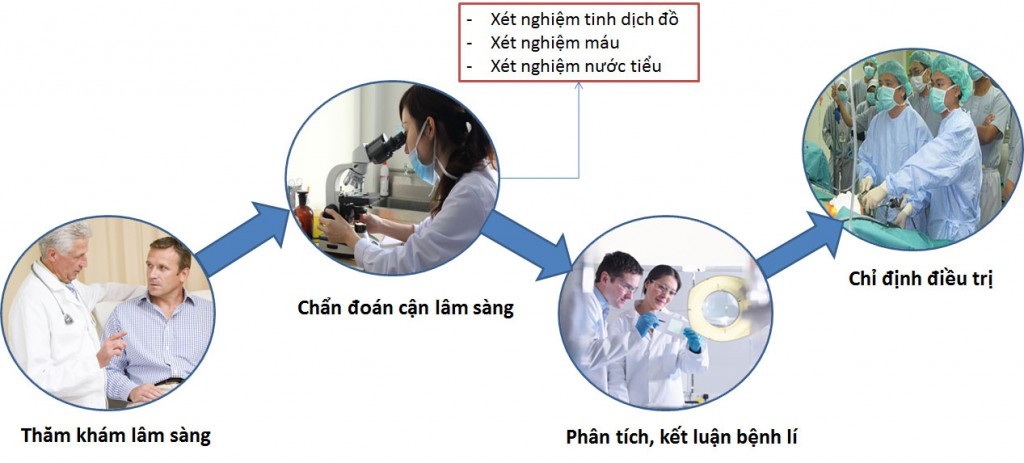 - Xét nghiệm tinh dịch đồ
- Xét nghiệm máu
- Xét nghiệm nước tiểu
Thăm khám lâm sàng
Chẩn đoán cận lâm sàng
Phân tích, kết luận bệnh lí
Chỉ định điều trị